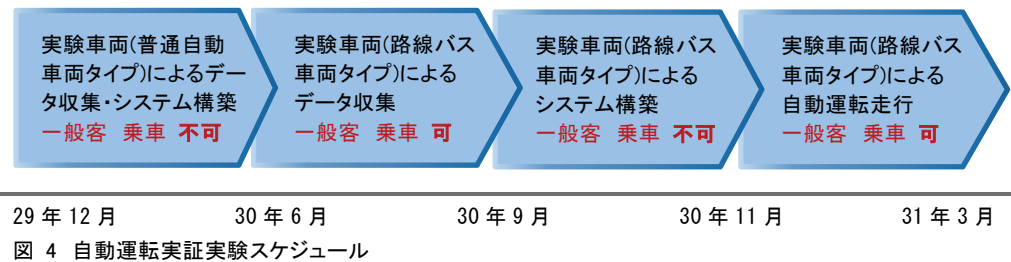 実験車両(普通自動
車両タイプ)によるデー
タ収集・システム構築
一般客 乗車 不可
実験車両(路線バス
車両タイプ)による
データ収集
一般客 乗車 可
実験車両(路線バス
車両タイプ)による
システム構築
一般客 乗車 不可
実験車両(路線バス
車両タイプ)による
自動運転走行
一般客 乗車 可
29 年 12 月 30 年 6 月 30 年 9 月 30 年 11 月 31 年 3 月
図 4 自動運転実証実験スケジュール